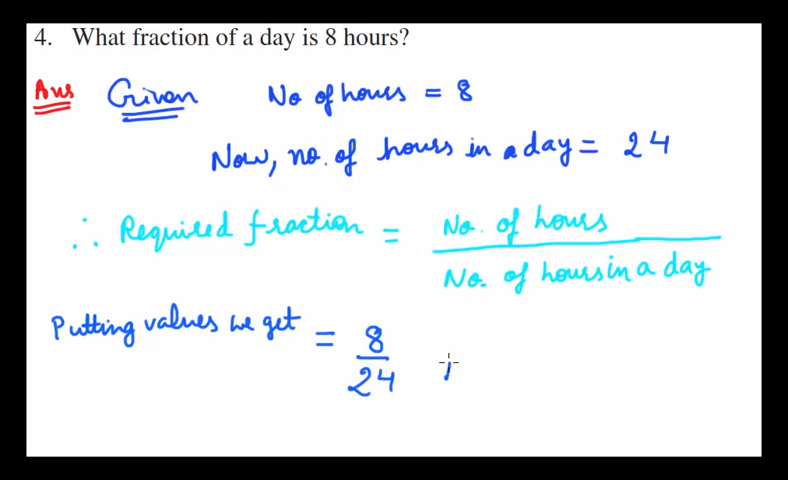 4. What fraction of a day is 8 hours?
Ans Given No of hours = 8
Now, no. of hours in a day = 24
∴ Required fraction = No. of hours
No. of hours in a day
Putting values we get = 8
24